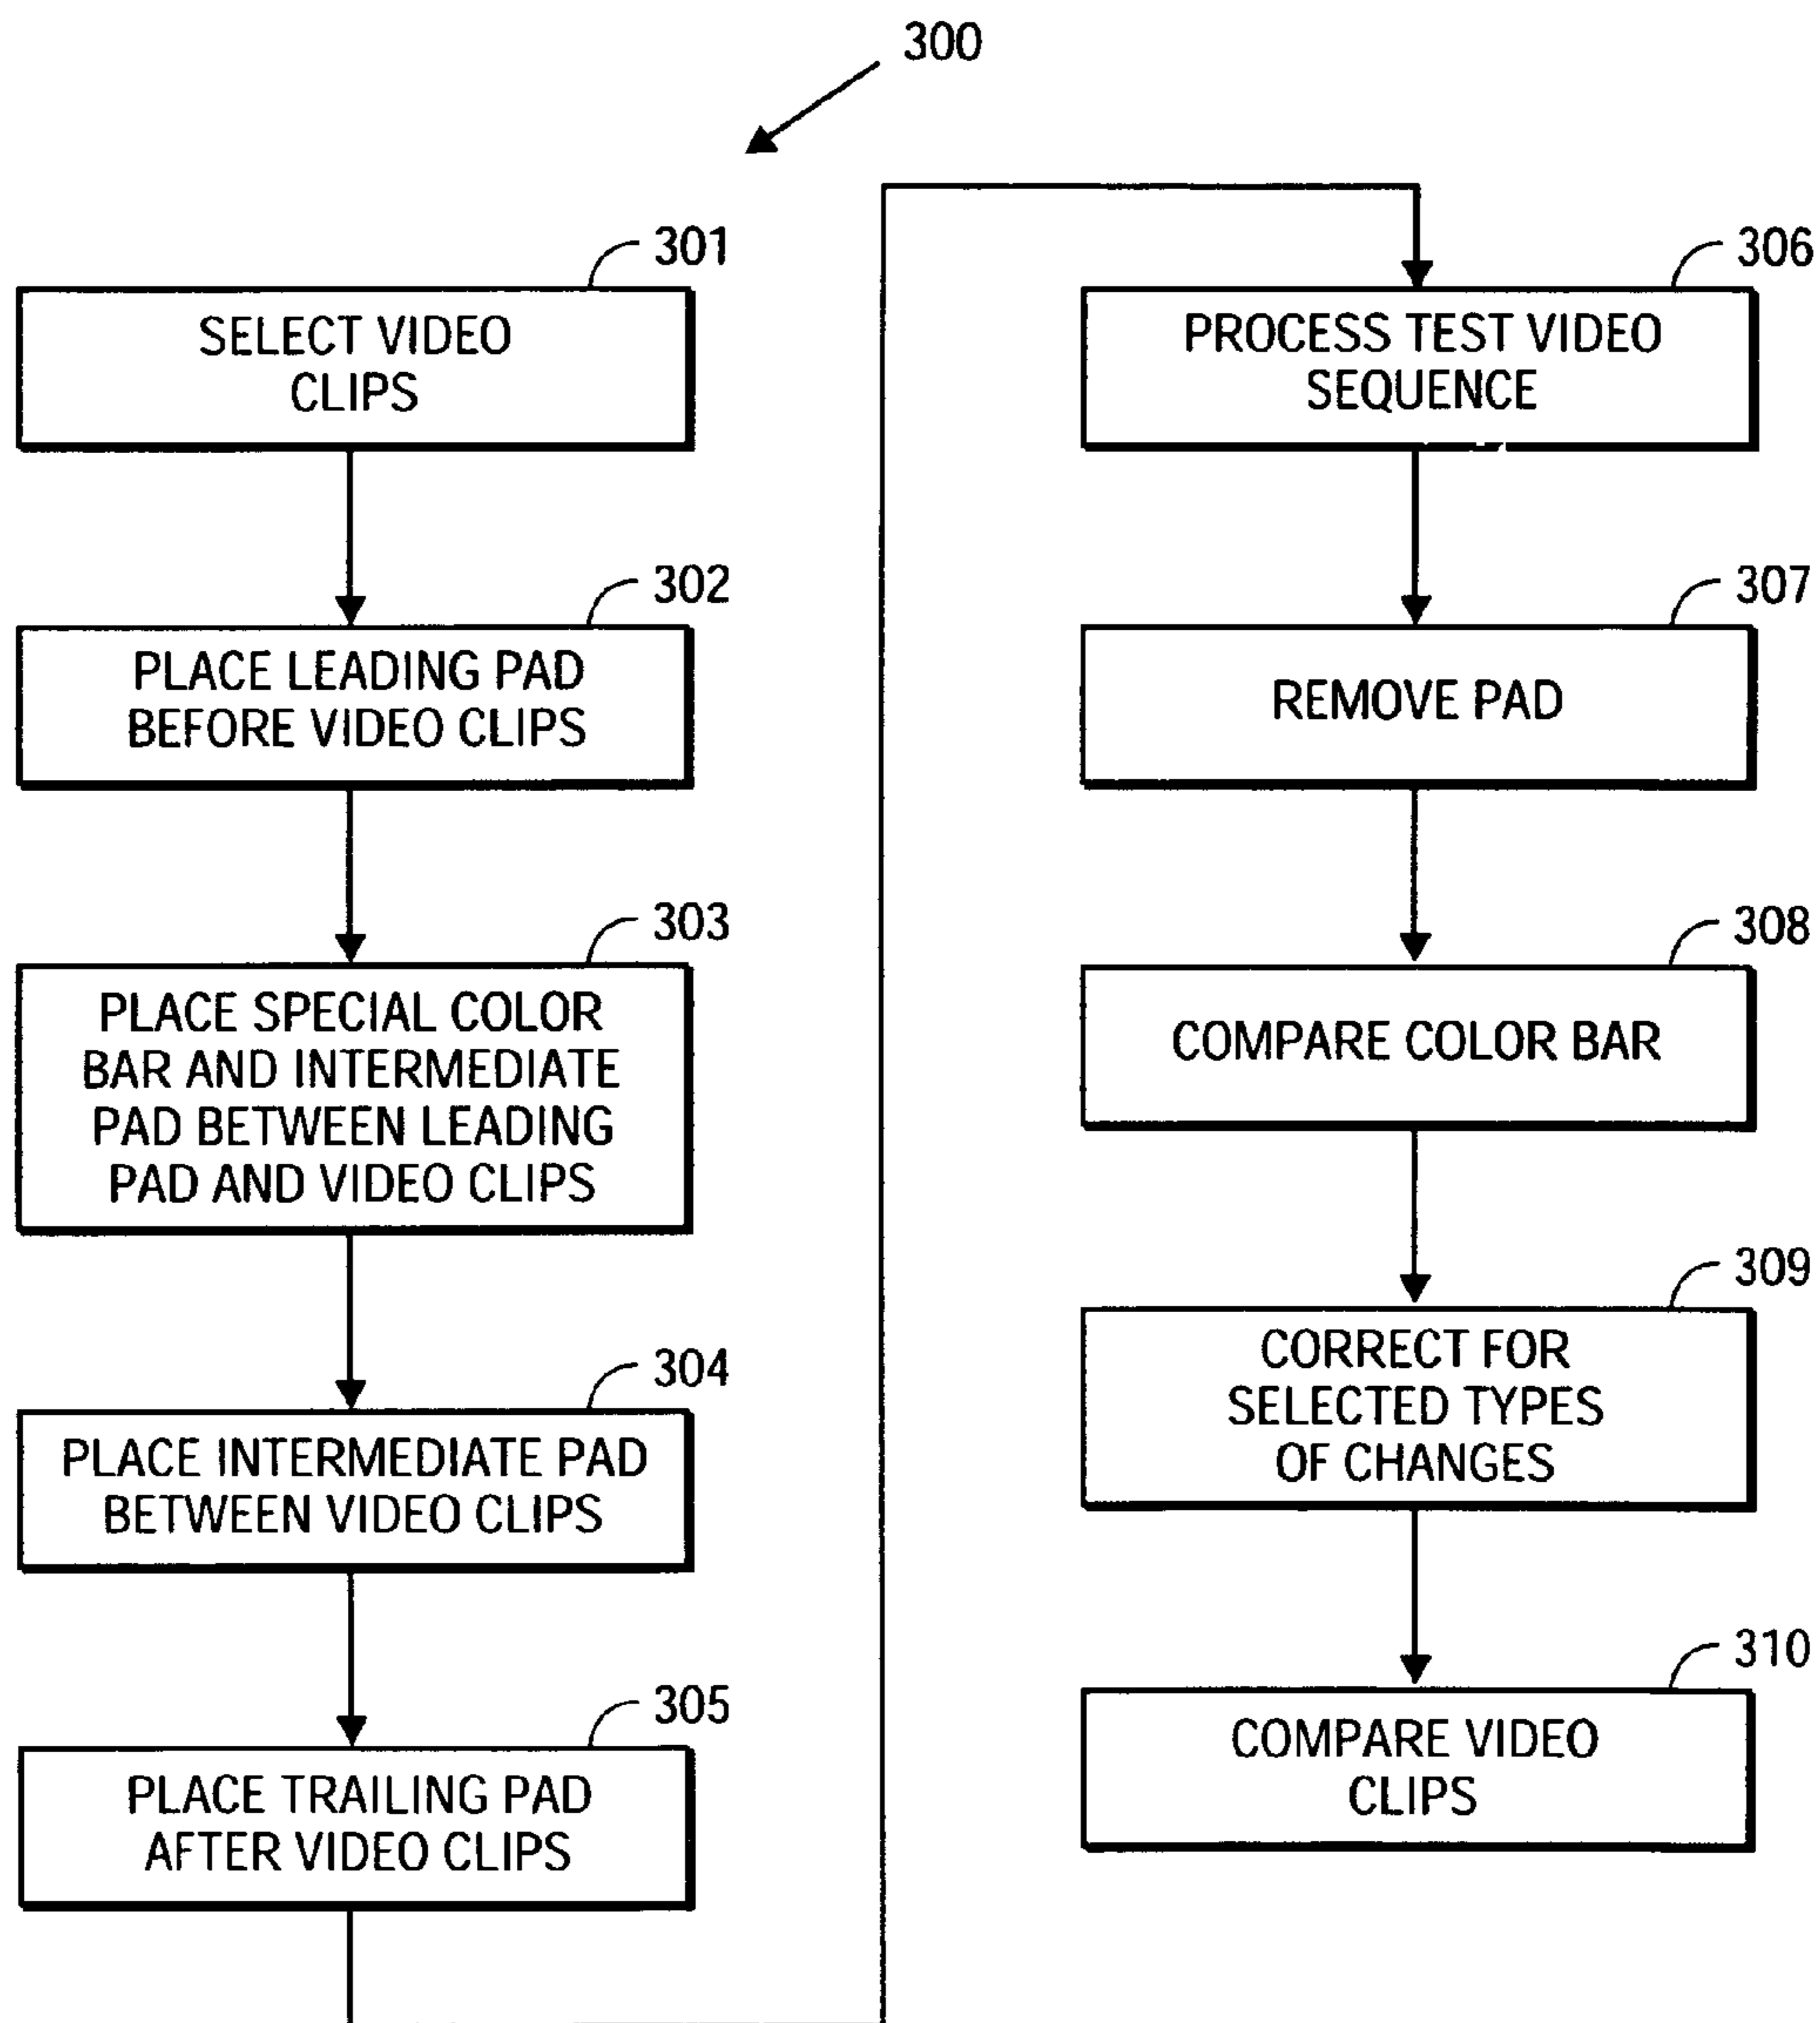 300
301
SELECT VIDEO
CLIPS
302
PLACE LEADING PAD
BEFORE VIDEO CLIPS
303
PLACE SPECIAL COLOR
BAR AND INTERMEDIATE
PAD BETWEEN LEADING
PAD AND VIDEO CLIPS
304
PLACE INTERMEDIATE PAD
BETWEEN VIDEO CLIPS
305
PLACE TRAILING PAD
AFTER VIDEO CLIPS
306
PROCESS TEST VIDEO
SEQUENCE
307
REMOVE PAD
308
COMPARE COLOR BAR
309
CORRECT FOR
SELECTED TYPES
OF CHANGES
310
COMPARE VIDEO
CLIPS